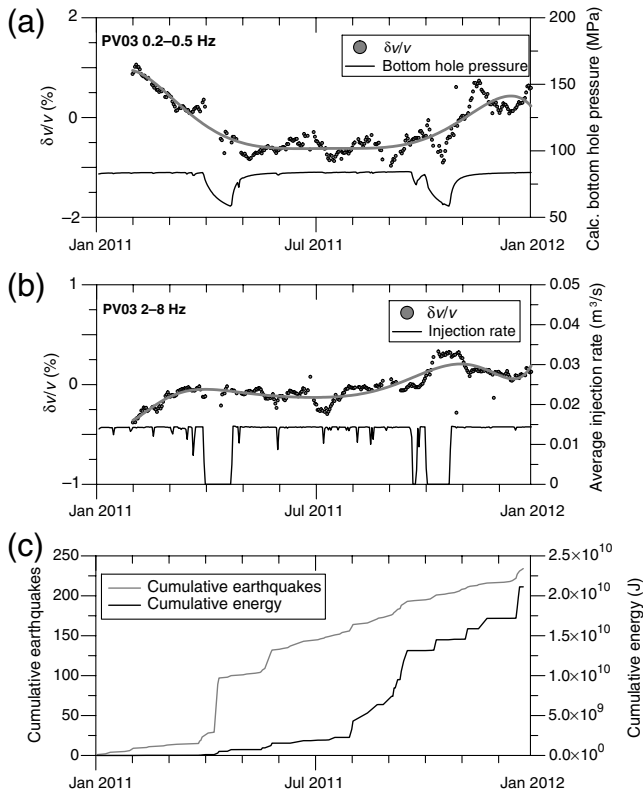 (a)
PV03 0.2–0.5 Hz
δv/v
Bottom hole pressure
2
1
0
−1
−2
δv/v (%)
200
150
100
50
Calc. bottom hole pressure (MPa)
Jan 2011
Jul 2011
Jan 2012
(b)
PV03 2–8 Hz
δv/v
Injection rate
1
0
−1
δv/v (%)
0.05
0.04
0.03
0.02
0.01
0
Average injection rate (m³/s)
Jan 2011
Jul 2011
Jan 2012
(c)
Cumulative earthquakes
Cumulative energy
250
200
150
100
50
0
Cumulative earthquakes
2.5×10¹⁰
2.0×10¹⁰
1.5×10¹⁰
1.0×10¹⁰
5.0×10⁹
0.0×10⁰
Cumulative energy (J)
Jan 2011
Jul 2011
Jan 2012